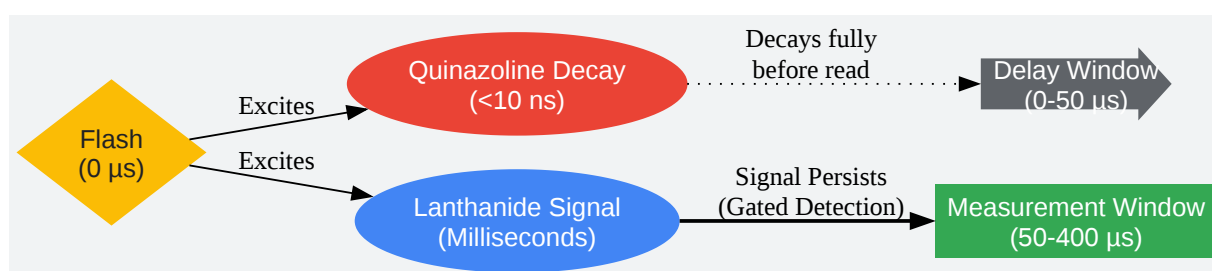 Flash
(0 µs)
Excites
Excites
Quinazoline Decay
(<10 ns)
Decays fully
before read
Delay Window
(0-50 µs)
Lanthanide Signal
(Milliseconds)
Signal Persists
(Gated Detection)
Measurement Window
(50-400 µs)